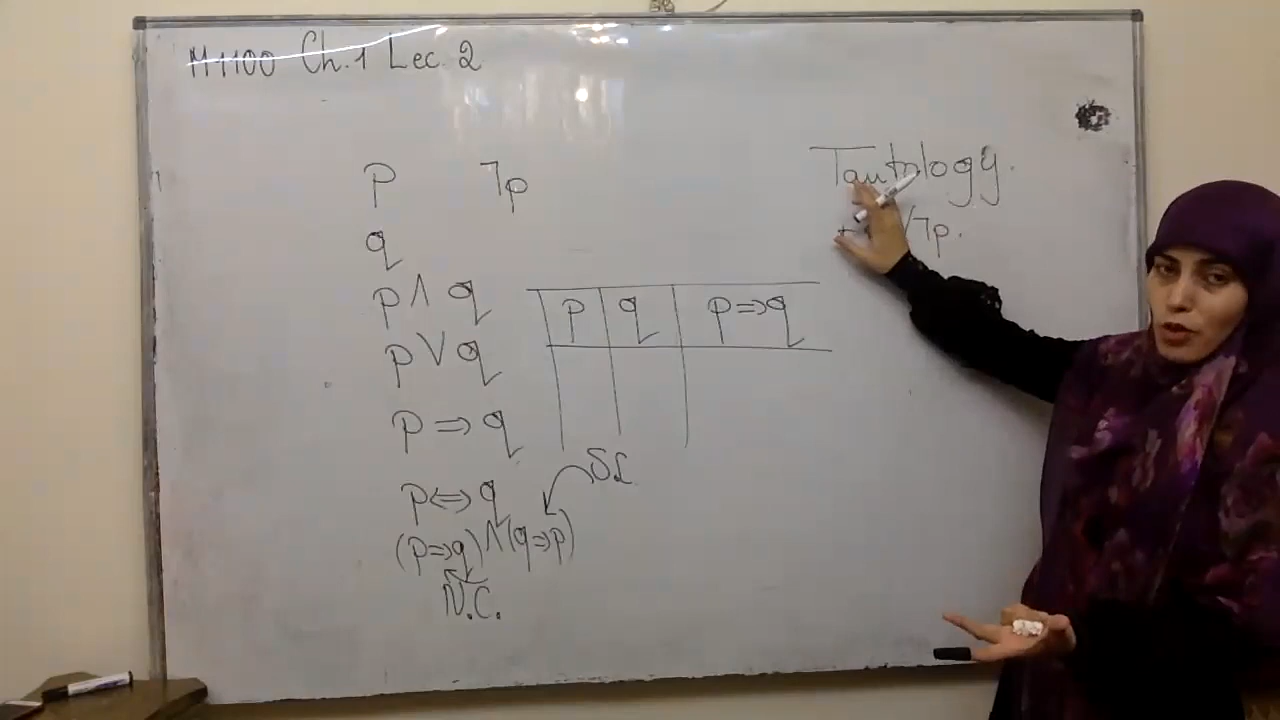 M1100 Ch.1 Lec. 2
p ¬p
q
p ∧ q
p ∨ q
p ⇒ q
p ⇔ q
(p⇒q) ∧ (q⇒p)
N.C.
p q p⇒q
Tautology.
∨ ¬p.